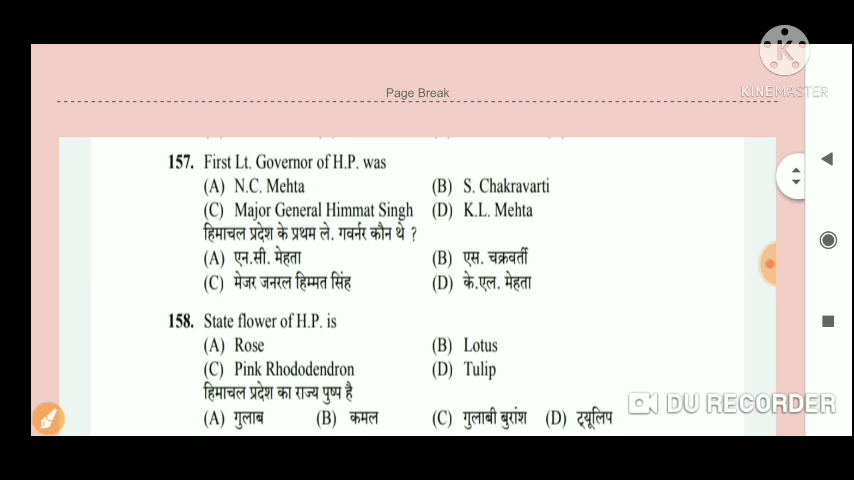 K
KINEMASTER
Page Break
157. First Lt. Governor of H.P. was
(A) N.C. Mehta (B) S. Chakravarti
(C) Major General Himmat Singh (D) K.L. Mehta
हिमाचल प्रदेश के प्रथम ले. गवर्नर कौन थे ?
(A) एन.सी. मेहता (B) एस. चक्रवर्ती
(C) मेजर जनरल हिम्मत सिंह (D) के.एल. मेहता
158. State flower of H.P. is
(A) Rose (B) Lotus
(C) Pink Rhododendron (D) Tulip
हिमाचल प्रदेश का राज्य पुष्प है
(A) गुलाब (B) कमल (C) गुलाबी बुरांश (D) ट्यूलिप
DU RECORDER